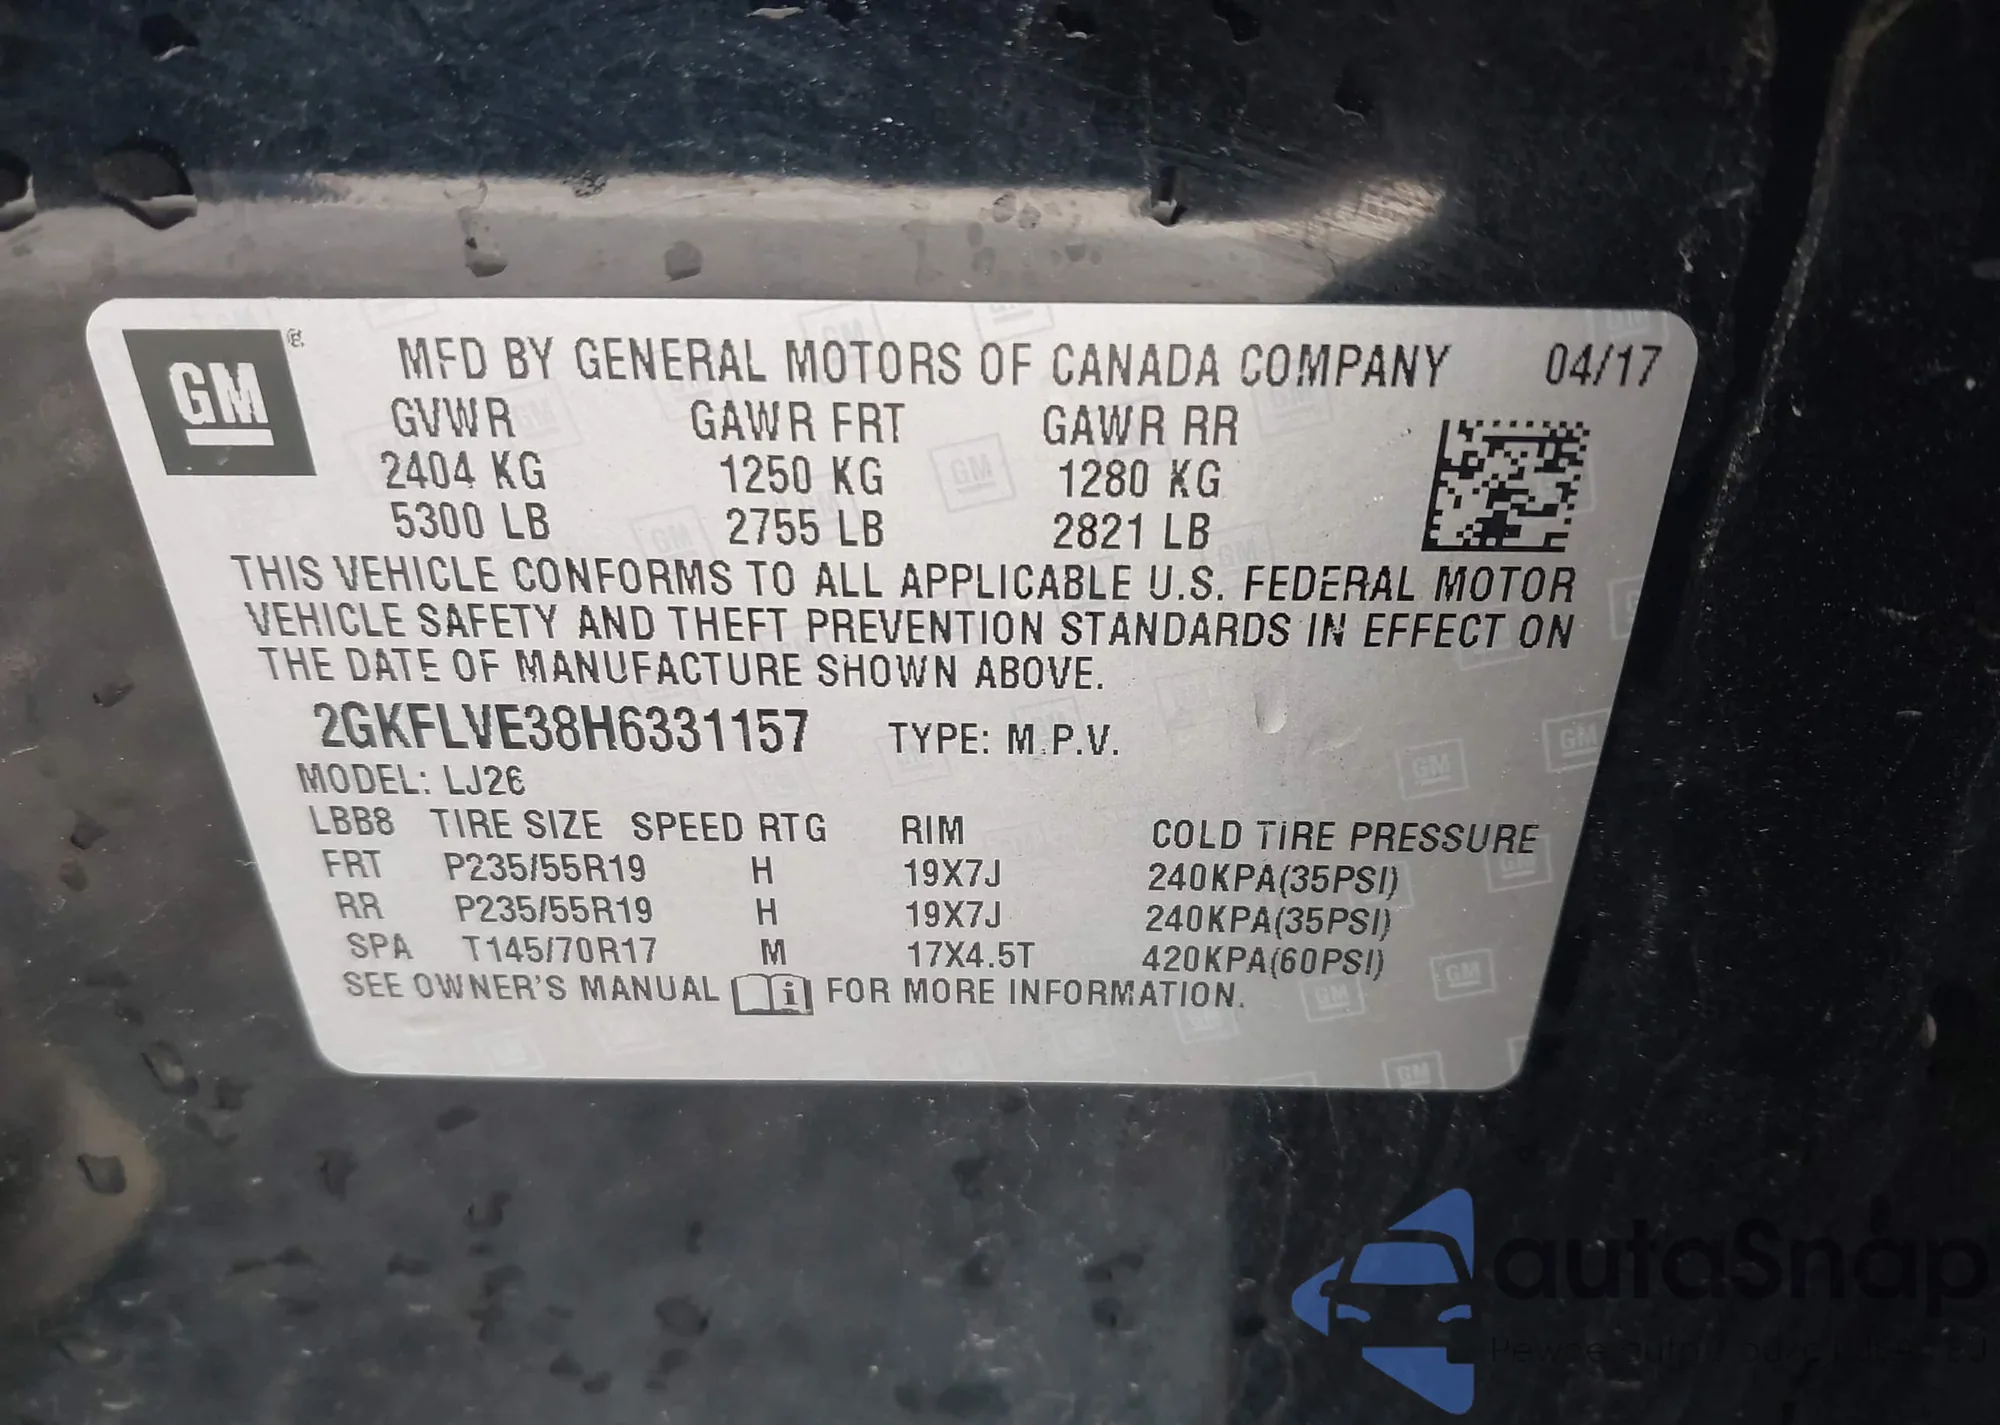 GM ®
MFD BY GENERAL MOTORS OF CANADA COMPANY 04/17
GVWR GAWR FRT GAWR RR
2404 KG 1250 KG 1280 KG
5300 LB 2755 LB 2821 LB
THIS VEHICLE CONFORMS TO ALL APPLICABLE U.S. FEDERAL MOTOR
VEHICLE SAFETY AND THEFT PREVENTION STANDARDS IN EFFECT ON
THE DATE OF MANUFACTURE SHOWN ABOVE.
2GKFLVE38H6331157 TYPE: M.P.V.
MODEL: LJ26
LBB8 TIRE SIZE SPEED RTG RIM COLD TIRE PRESSURE
FRT P235/55R19 H 19X7J 240KPA(35PSI)
RR P235/55R19 H 19X7J 240KPA(35PSI)
SPA T145/70R17 M 17X4.5T 420KPA(60PSI)
SEE OWNER'S MANUAL i FOR MORE INFORMATION.
autaSnap